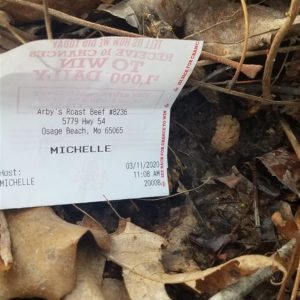 TELL US HOW WE DID TODAY
RECEIVE 10 CHANCES
TO WIN
$1,000 DAILY
Arby's Roast Beef #8236
5779 Hwy 54
Osage Beach, Mo 65065
MICHELLE
03/11/2020
Host: 11:08 AM
MICHELLE 20008